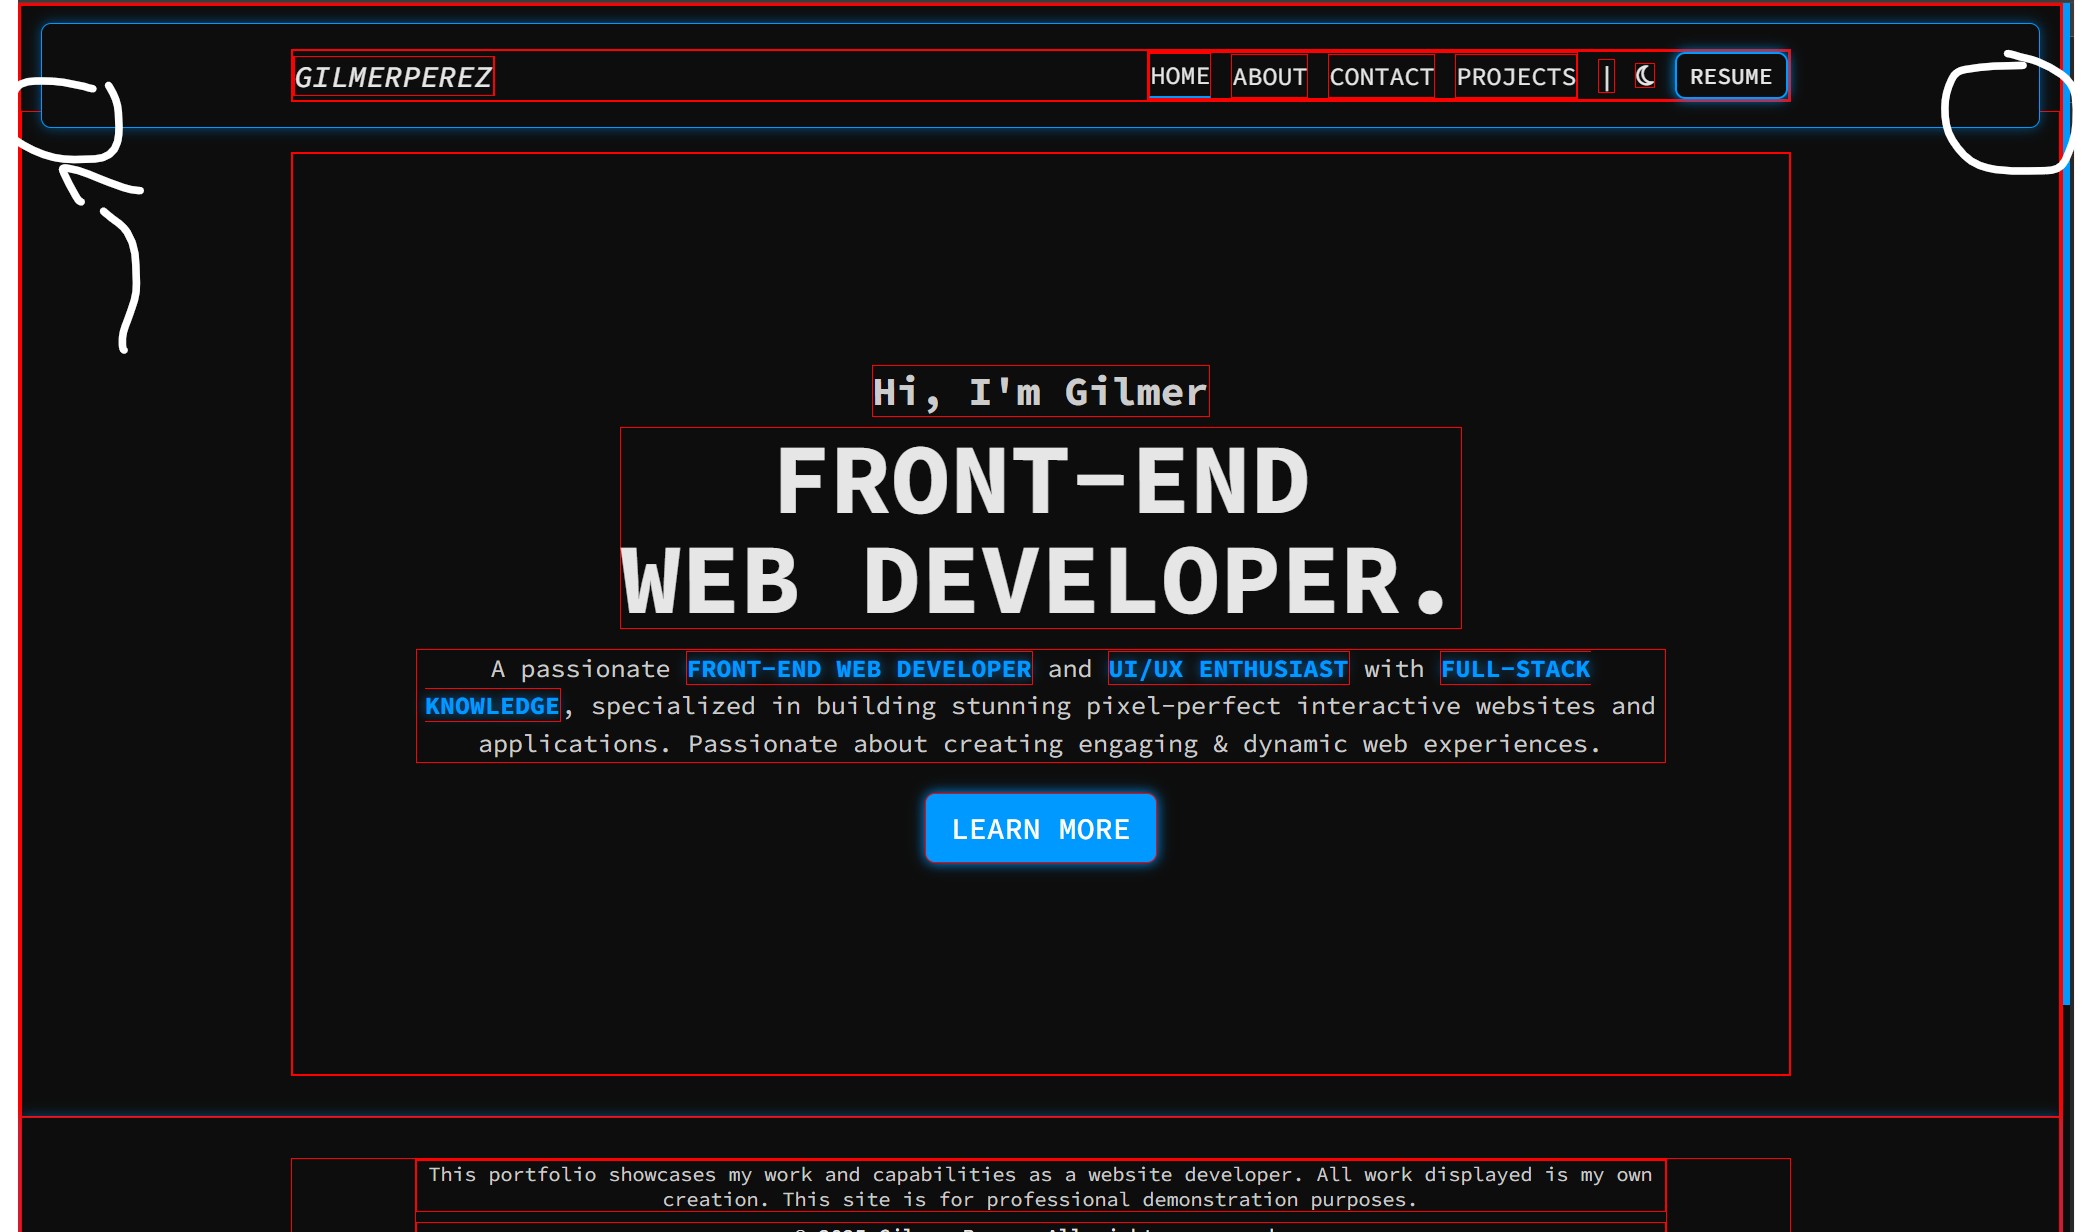 GILMERPEREZ
HOME ABOUT CONTACT PROJECTS | RESUME
Hi, I'm Gilmer
FRONT-END
WEB DEVELOPER.
A passionate FRONT-END WEB DEVELOPER and UI/UX ENTHUSIAST with FULL-STACK
KNOWLEDGE, specialized in building stunning pixel-perfect interactive websites and
applications. Passionate about creating engaging & dynamic web experiences.
LEARN MORE
This portfolio showcases my work and capabilities as a website developer. All work displayed is my own
creation. This site is for professional demonstration purposes.